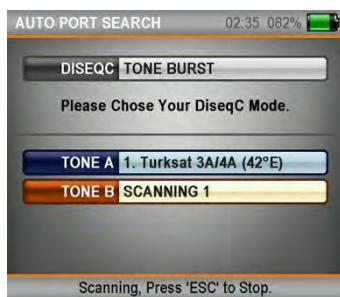 AUTO PORT SEARCH 02:35 082%
DISEQC TONE BURST
Please Chose Your DiseqC Mode.
TONE A 1. Turksat 3A/4A (42ºE)
TONE B SCANNING 1
Scanning, Press 'ESC' to Stop.